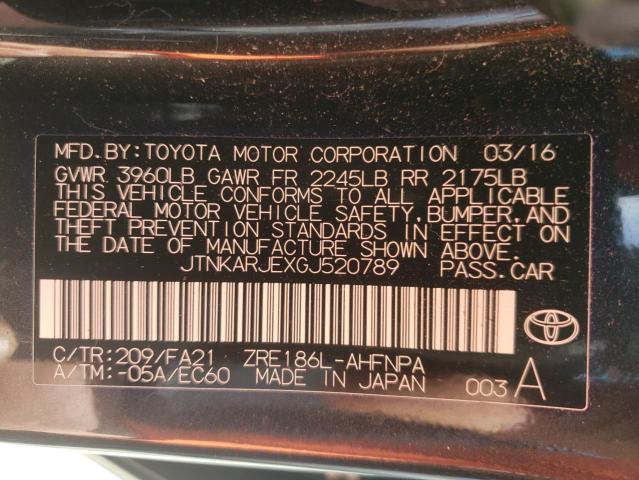 MFD.BY:TOYOTA MOTOR CORPORATION 03/16
GVWR 3960LB GAWR FR 2245LB RR 2175LB
THIS VEHICLE CONFORMS TO ALL APPLICABLE
FEDERAL MOTOR VEHICLE SAFETY,BUMPER,AND
THEFT PREVENTION STANDARDS IN EFFECT ON
THE DATE OF MANUFACTURE SHOWN ABOVE.
JTNKARJEXGJ520789 PASS.CAR
C/TR:209/FA21 ZRE186L-AHFNPA
A/TM:-05A/EC60 MADE IN JAPAN 003 A